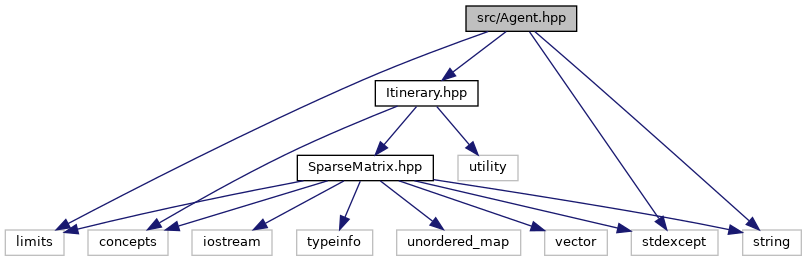 src/Agent.hpp
Itinerary.hpp
SparseMatrix.hpp
utility
limits
concepts
iostream
typeinfo
unordered_map
vector
stdexcept
string